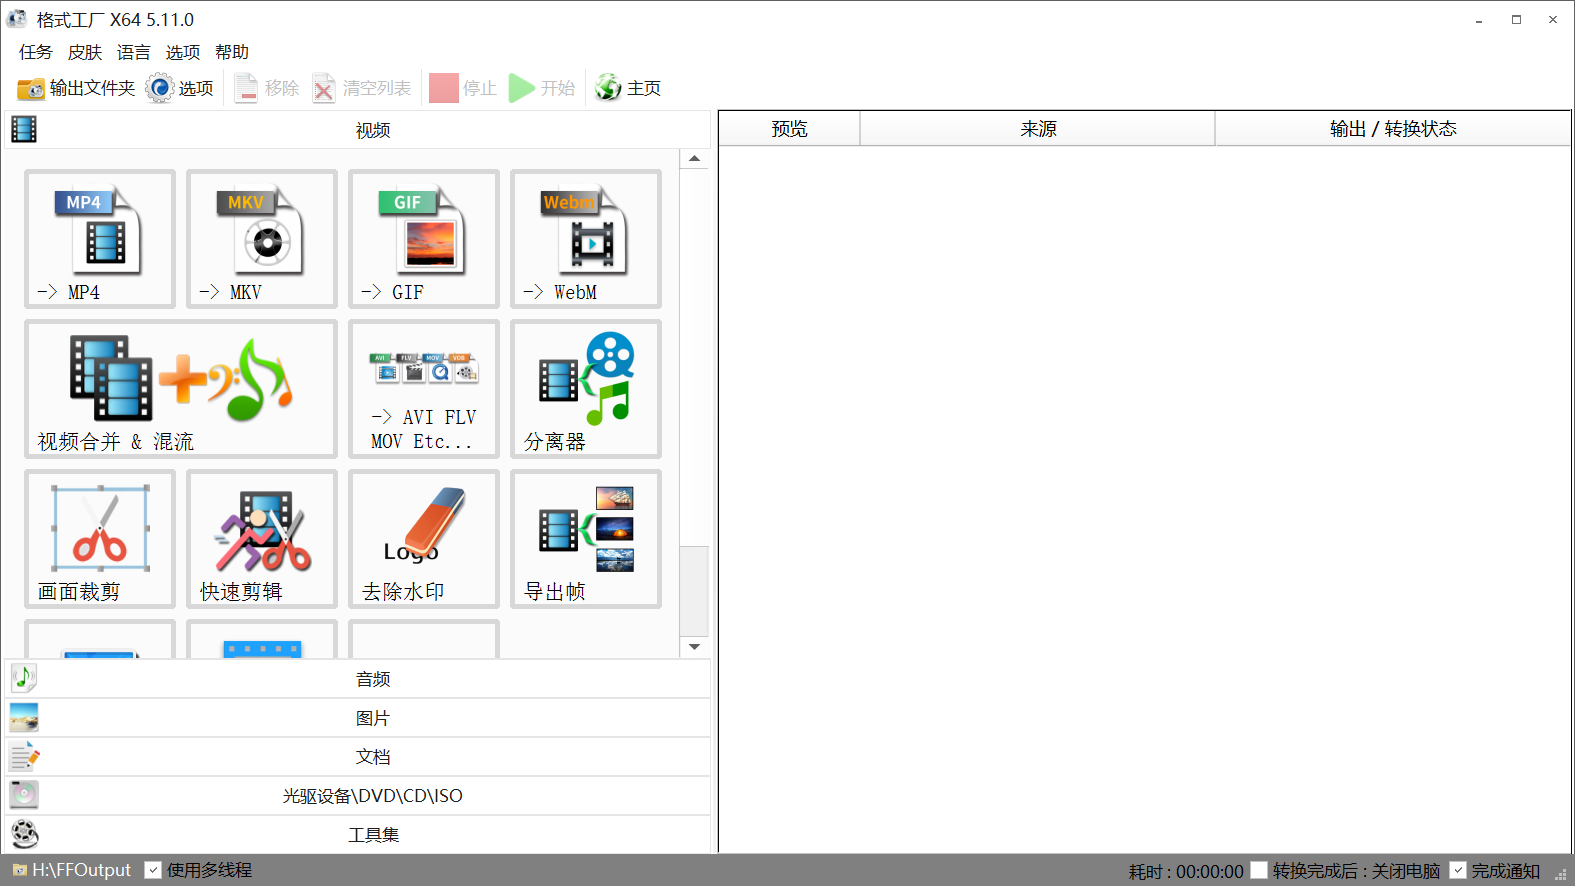 格式工厂 X64 5.11.0
任务 皮肤 语言 选项 帮助
输出文件夹 选项 移除 清空列表 停止 开始 主页
视频
预览 来源 输出 / 转换状态
MP4 MKV GIF Webm
-> MP4 -> MKV -> GIF -> WebM
AVI FLV MOV VOB
视频合并 & 混流
-> AVI FLV
MOV Etc...
分离器
Logo
画面裁剪 快速剪辑 去除水印 导出帧
音频
图片
文档
光驱设备\DVD\CD\ISO
工具集
H:\FFOutput 使用多线程 耗时 : 00:00:00 转换完成后 : 关闭电脑 完成通知